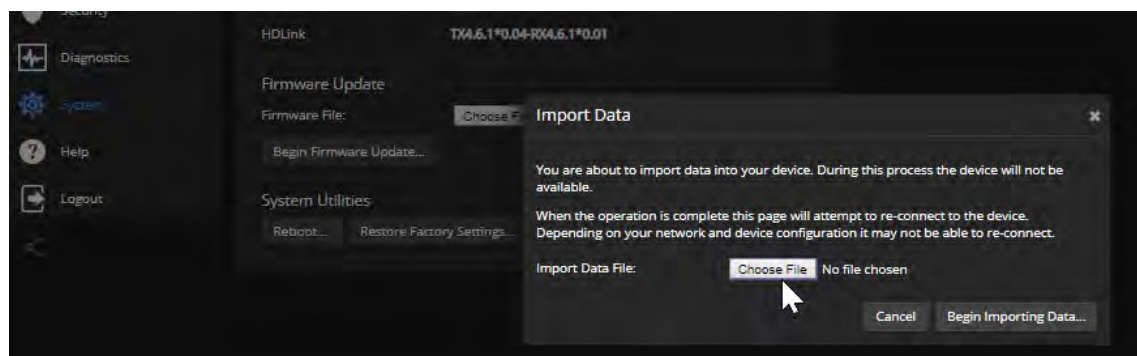 Security
HDLink TX4.6.1*0.04-RX4.6.1*0.01
Diagnostics
Firmware Update
System
Firmware File: Choose F
Import Data
Help
Begin Firmware Update...
You are about to import data into your device. During this process the device will not be
available.
Logout
System Utilities
When the operation is complete this page will attempt to re-connect to the device.
Reboot... Restore Factory Settings...
Depending on your network and device configuration it may not be able to re-connect.
Import Data File: Choose File No file chosen
Cancel Begin Importing Data...